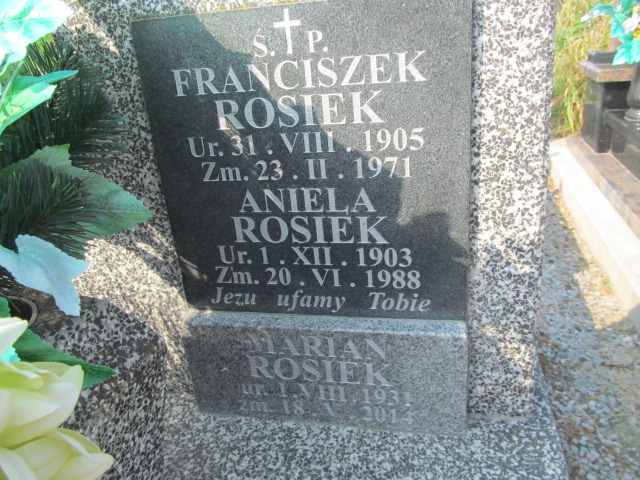 Ś. P.
FRANCISZEK
ROSIEK
Ur. 31. VIII. 1905
Zm. 23. II. 1971
ANIELA
ROSIEK
Ur. 1. XII. 1903
Zm. 20. VI. 1988
Jezu ufamy Tobie
MARIAN
ROSIEK
ur. 1. VIII. 1931
zm. 18. V. 2012